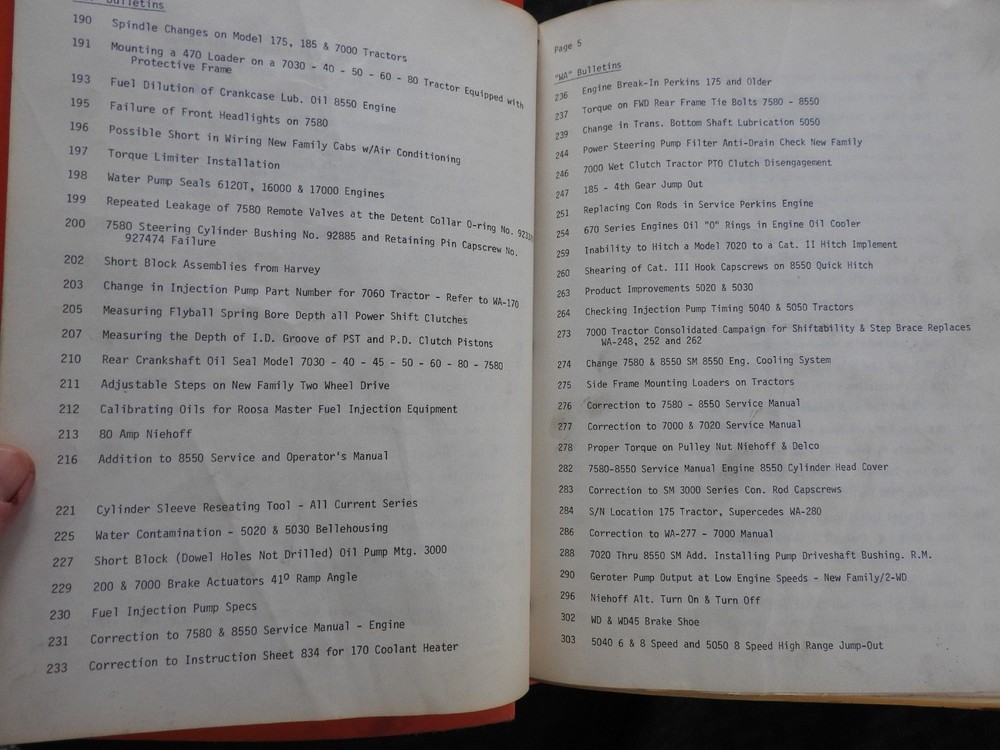 Bulletins
190 Spindle Changes on Model 175, 185 & 7000 Tractors
191 Mounting a 470 Loader on a 7030 - 40 - 50 - 60 - 80 Tractor Equipped with
Protective Frame
193 Fuel Dilution of Crankcase Lub. Oil 8550 Engine
195 Failure of Front Headlights on 7580
196 Possible Short in Wiring New Family Cabs w/Air Conditioning
197 Torque Limiter Installation
198 Water Pump Seals 6120T, 16000 & 17000 Engines
199 Repeated Leakage of 7580 Remote Valves at the Detent Collar O-ring No.
200 7580 Steering Cylinder Bushing No. 92885 and Retaining Pin Capscrew No.
927474 Failure
202 Short Block Assemblies from Harvey
203 Change in Injection Pump Part Number for 7060 Tractor - Refer to WA-170
205 Measuring Flyball Spring Bore Depth all Power Shift Clutches
207 Measuring the Depth of I.D. Groove of PST and P.D. Clutch Pistons
210 Rear Crankshaft Oil Seal Model 7030 - 40 - 45 - 50 - 60 - 80 - 7580
211 Adjustable Steps on New Family Two Wheel Drive
212 Calibrating Oils for Roosa Master Fuel Injection Equipment
213 80 Amp Niehoff
216 Addition to 8550 Service and Operator's Manual
221 Cylinder Sleeve Reseating Tool - All Current Series
225 Water Contamination - 5020 & 5030 Bellehousing
227 Short Block (Dowel Holes Not Drilled) Oil Pump Mtg. 3000
229 200 & 7000 Brake Actuators 41º Ramp Angle
230 Fuel Injection Pump Specs
231 Correction to 7580 & 8550 Service Manual - Engine
233 Correction to Instruction Sheet 834 for 170 Coolant Heater
Page 5
"WA" Bulletins
236 Engine Break-In Perkins 175 and Older
237 Torque on FWD Rear Frame Tie Bolts 7580 - 8550
239 Change in Trans. Bottom Shaft Lubrication 5050
244 Power Steering Pump Filter Anti-Drain Check New Family
246 7000 Wet Clutch Tractor PTO Clutch Disengagement
247 185 - 4th Gear Jump Out
251 Replacing Con Rods in Service Perkins Engine
254 670 Series Engines Oil "O" Rings in Engine Oil Cooler
259 Inability to Hitch a Model 7020 to a Cat. II Hitch Implement
260 Shearing of Cat. III Hook Capscrews on 8550 Quick Hitch
263 Product Improvements 5020 & 5030
264 Checking Injection Pump Timing 5040 & 5050 Tractors
273 7000 Tractor Consolidated Campaign for Shiftability & Step Brace Replaces
WA-248, 252 and 262
274 Change 7580 & 8550 SM 8550 Eng. Cooling System
275 Side Frame Mounting Loaders on Tractors
276 Correction to 7580 - 8550 Service Manual
277 Correction to 7000 & 7020 Service Manual
278 Proper Torque on Pulley Nut Niehoff & Delco
282 7580-8550 Service Manual Engine 8550 Cylinder Head Cover
283 Correction to SM 3000 Series Con. Rod Capscrews
284 S/N Location 175 Tractor, Supercedes WA-280
286 Correction to WA-277 - 7000 Manual
288 7020 Thru 8550 SM Add. Installing Pump Driveshaft Bushing. R.M.
290 Geroter Pump Output at Low Engine Speeds - New Family/2-WD
296 Niehoff Alt. Turn On & Turn Off
302 WD & WD45 Brake Shoe
303 5040 6 & 8 Speed and 5050 8 Speed High Range Jump-Out